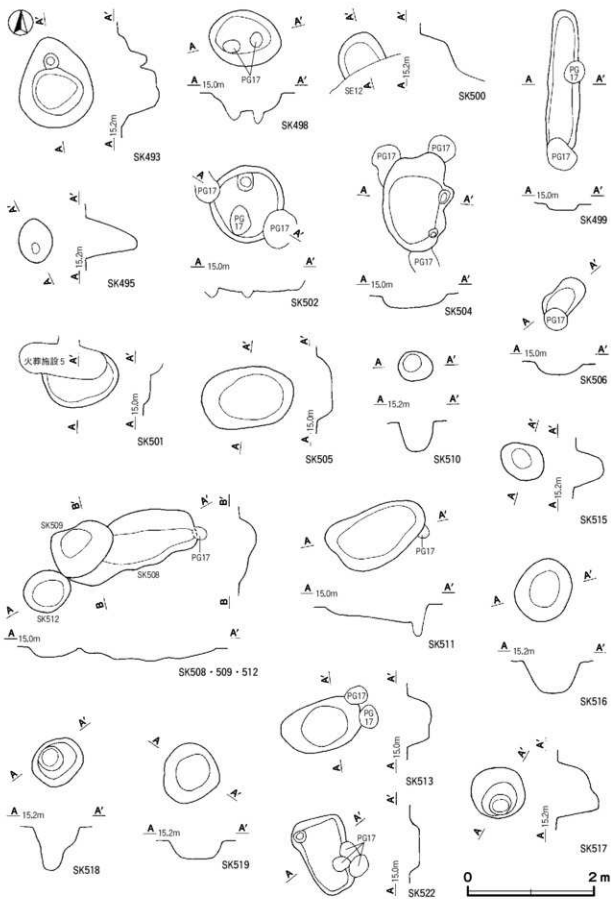 A A' A A' 15.2m SK493
A A' PG17 A 15.0m A' SK498
A' A SE12 A' A 15.2m SK500
A A' PG 17 PG17 A 15.0m A' SK499
A' A A' A 15.2m SK495
A PG17 PG 17 PG17 A' A 15.0m A' SK502
PG17 PG17 A A' PG17 A 15.0m A' SK504
A A' PG17 A 15.0m A' SK506
火葬施設5 A' A A' A 15.0m SK501
A' A A' A 15.0m SK505
A A' A 15.2m A' SK510
A' A A' A 15.2m SK515
B' SK509 A' PG17 SK508 SK512 A B B' B
A 15.0m A'
SK508・509・512
A A' PG17 A 15.0m A' SK511
A A' A 15.2m A' SK516
A' PG17 PG 17 A A' A 15.0m SK513
A' A A 15.2m A' SK518
A A' A 15.2m A' SK519
A' PG17 A A' A 15.0m SK522
A' A A' A 15.2m SK517
0 2m